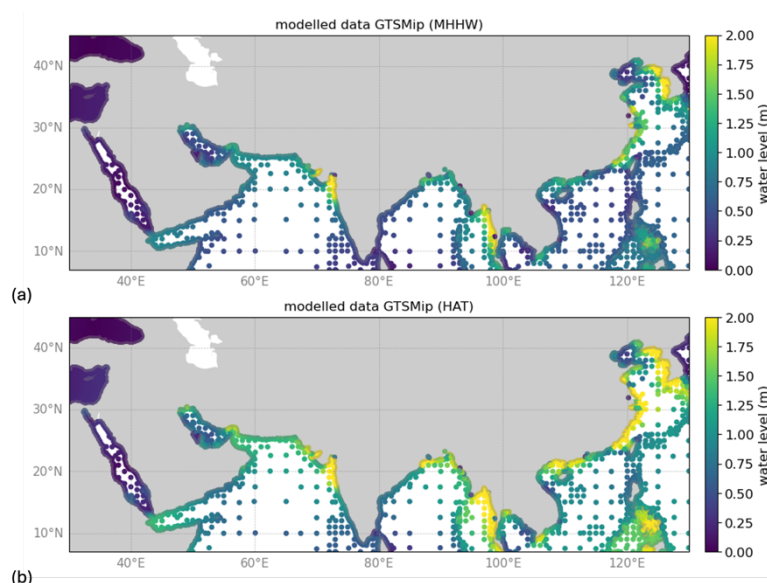 modelled data GTSMip (MHHW)
40°N
30°N
20°N
10°N
40°E 60°E 80°E 100°E 120°E
2.00
1.75
1.50
1.25
1.00
0.75
0.50
0.25
0.00
water level (m)
(a)
modelled data GTSMip (HAT)
40°N
30°N
20°N
10°N
40°E 60°E 80°E 100°E 120°E
2.00
1.75
1.50
1.25
1.00
0.75
0.50
0.25
0.00
water level (m)
(b)